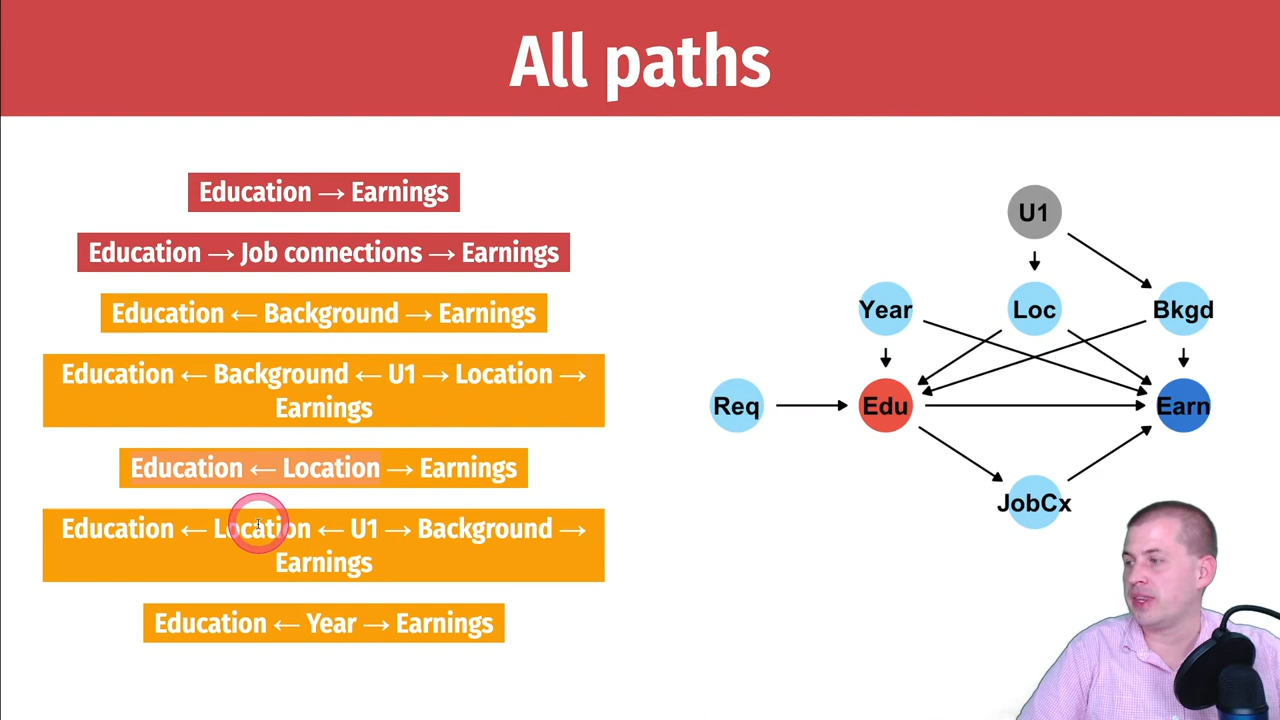 All paths
Education → Earnings
Education → Job connections → Earnings
Education ← Background → Earnings
Education ← Background ← U1 → Location →
Earnings
Education ← Location → Earnings
Education ← Location ← U1 → Background →
Earnings
Education ← Year → Earnings
U1
Year
Loc
Bkgd
Req
Edu
Earn
JobCx